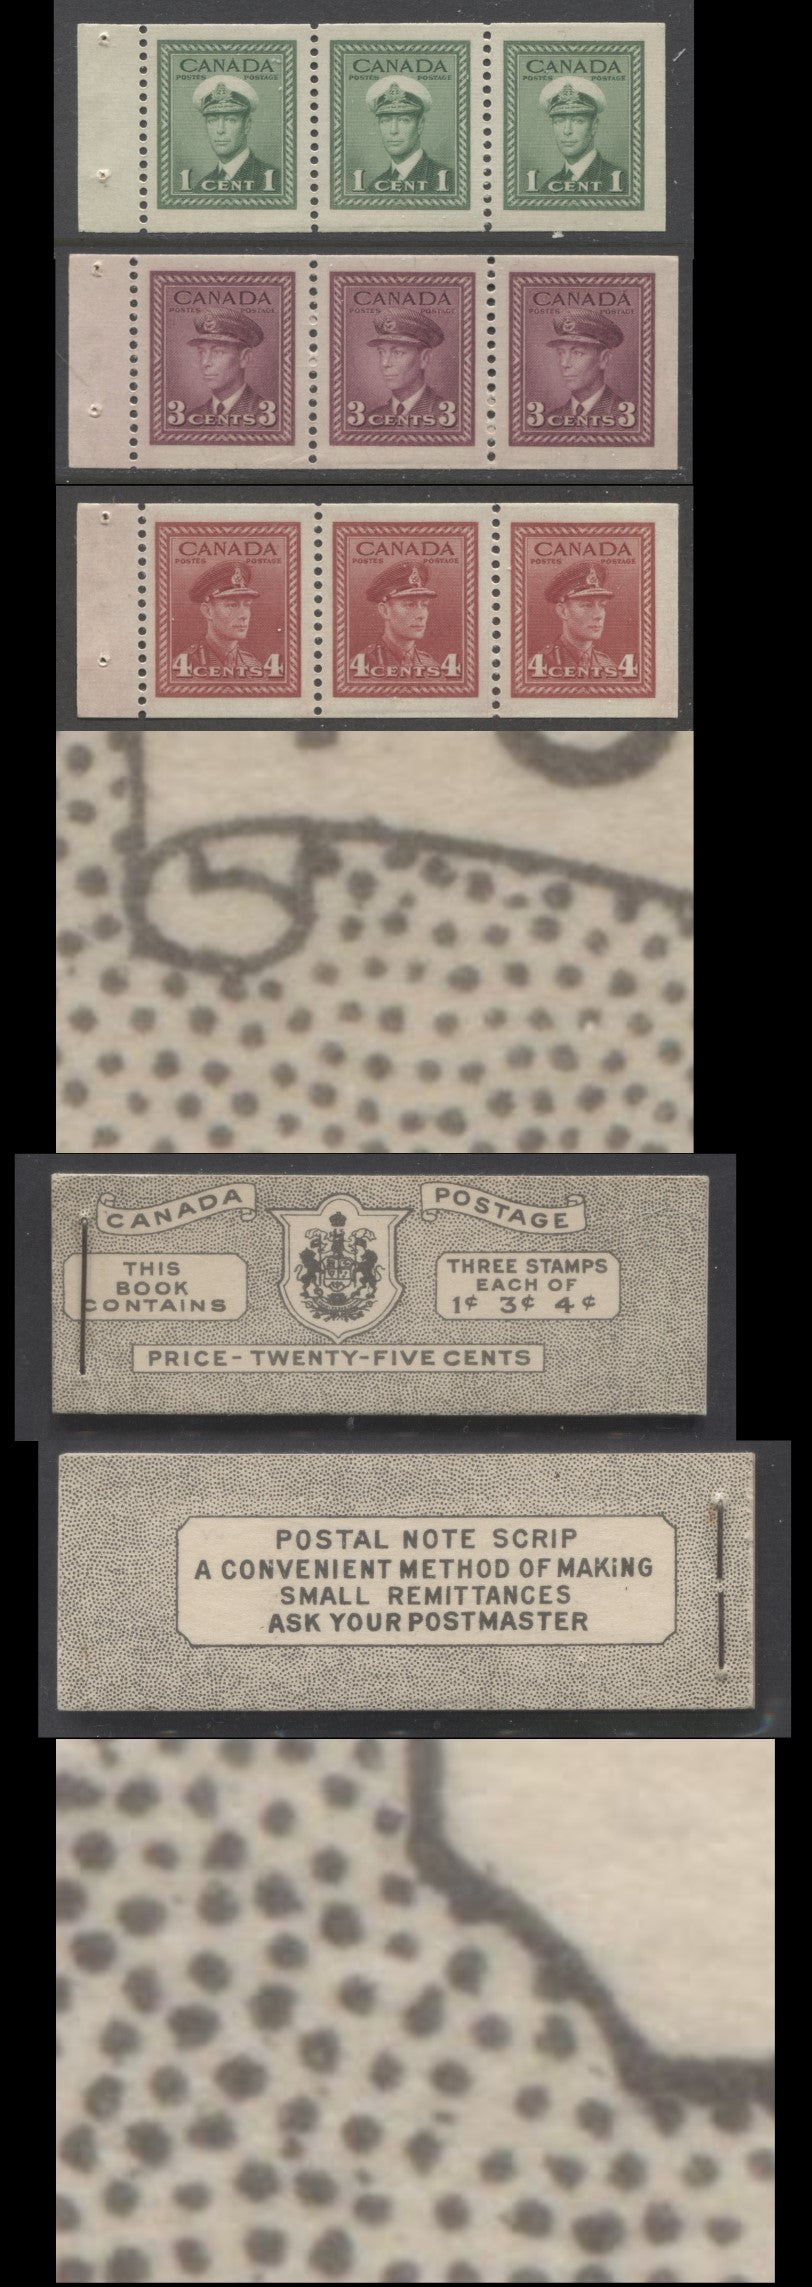 CANADA CANADA CANADA
POSTES POSTAGE POSTES POSTAGE POSTES POSTAGE
1 CENT 1 1 CENT 1 1 CENT 1
CANADA CANADA CANADA
POSTES POSTAGE POSTES POSTAGE POSTES POSTAGE
3 CENTS 3 3 CENTS 3 3 CENTS 3
CANADA CANADA CANADA
POSTES POSTAGE POSTES POSTAGE POSTES POSTAGE
4 CENTS 4 4 CENTS 4 4 CENTS 4
CANADA POSTAGE
THIS
BOOK
CONTAINS
THREE STAMPS
EACH OF
1¢ 3¢ 4¢
PRICE - TWENTY-FIVE CENTS
POSTAL NOTE SCRIP
A CONVENIENT METHOD OF MAKiNG
SMALL REMITTANCES
ASK YOUR POSTMASTER